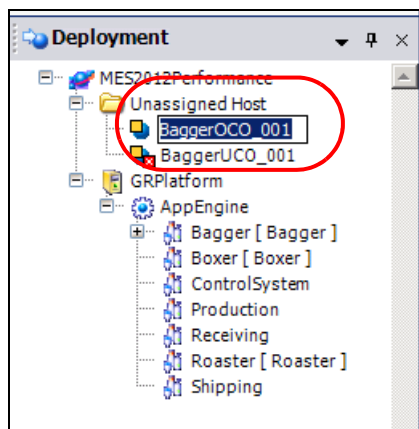 Deployment
MES2012Performance
Unassigned Host
BaggerOCO_001
BaggerUCO_001
GRPlatform
AppEngine
Bagger [ Bagger ]
Boxer [ Boxer ]
ControlSystem
Production
Receiving
Roaster [ Roaster ]
Shipping